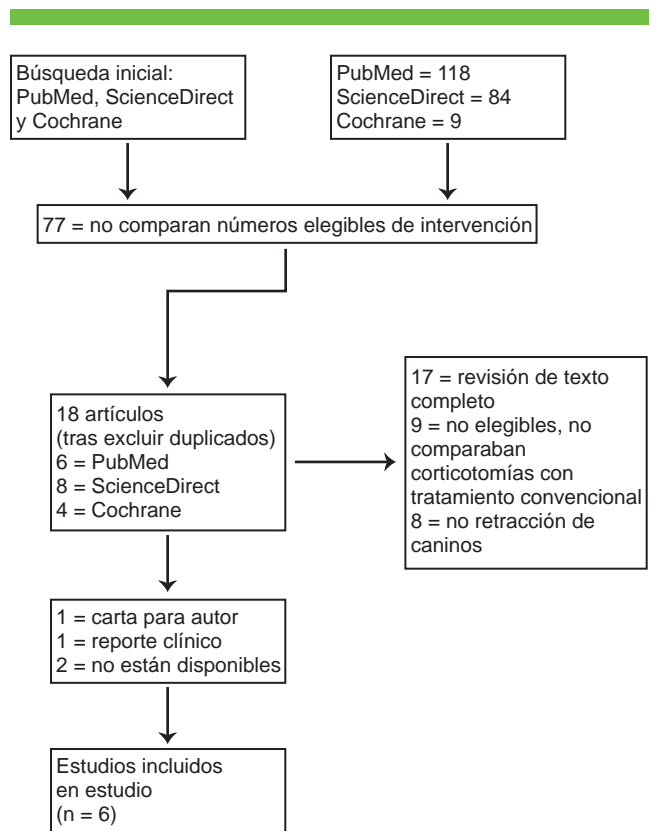 Búsqueda inicial:
PubMed, ScienceDirect
y Cochrane
PubMed = 118
ScienceDirect = 84
Cochrane = 9
77 = no comparan números elegibles de intervención
18 artículos
(tras excluir duplicados)
6 = PubMed
8 = ScienceDirect
4 = Cochrane
17 = revisión de texto
completo
9 = no elegibles, no
comparaban
corticotomías con
tratamiento convencional
8 = no retracción de
caninos
1 = carta para autor
1 = reporte clínico
2 = no están disponibles
Estudios incluidos
en estudio
(n = 6)